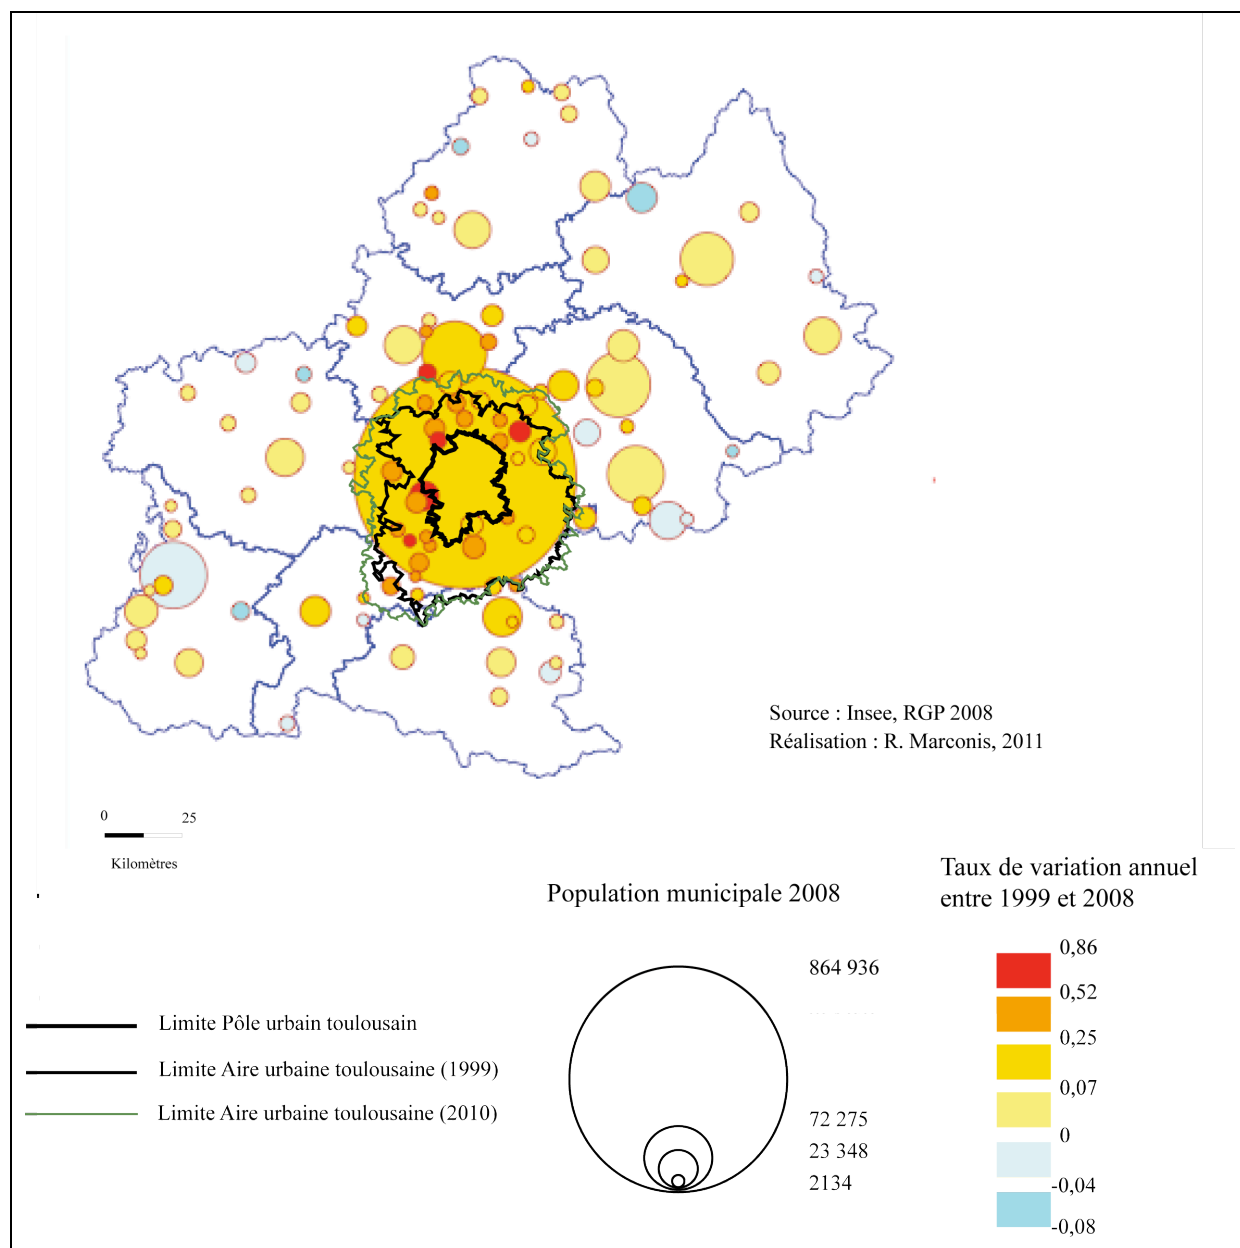 Source : Insee, RGP 2008
Réalisation : R. Marconis, 2011
0 25
Kilomètres
Population municipale 2008
864 936
72 275
23 348
2134
Taux de variation annuel
entre 1999 et 2008
0,86
0,52
0,25
0,07
0
-0,04
-0,08
Limite Pôle urbain toulousain
Limite Aire urbaine toulousaine (1999)
Limite Aire urbaine toulousaine (2010)